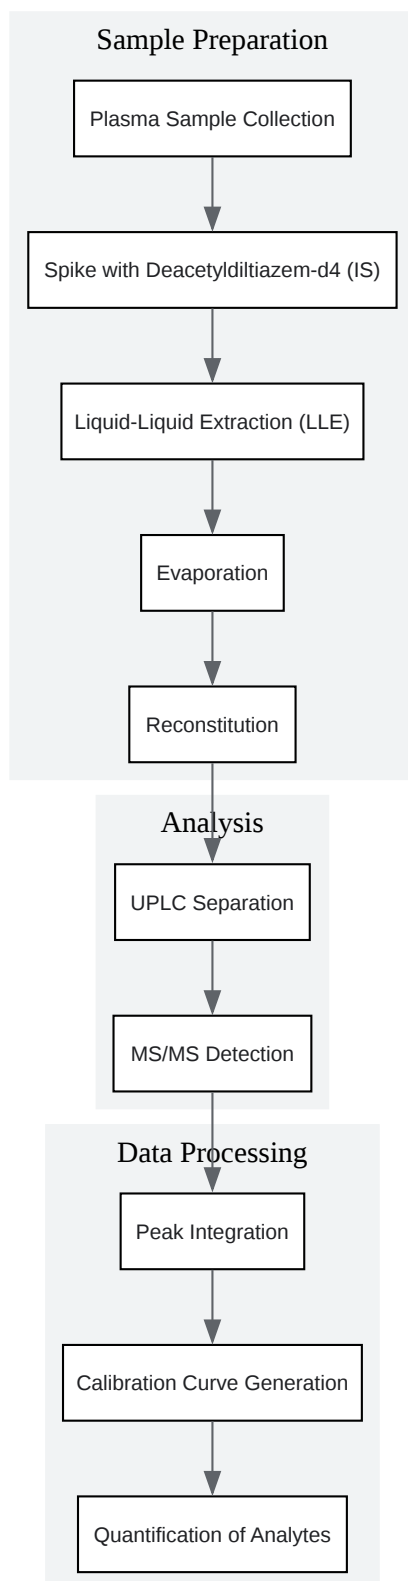 Sample Preparation
Plasma Sample Collection
Spike with Deacetyldiltiazem-d4 (IS)
Liquid-Liquid Extraction (LLE)
Evaporation
Reconstitution
Analysis
UPLC Separation
MS/MS Detection
Data Processing
Peak Integration
Calibration Curve Generation
Quantification of Analytes